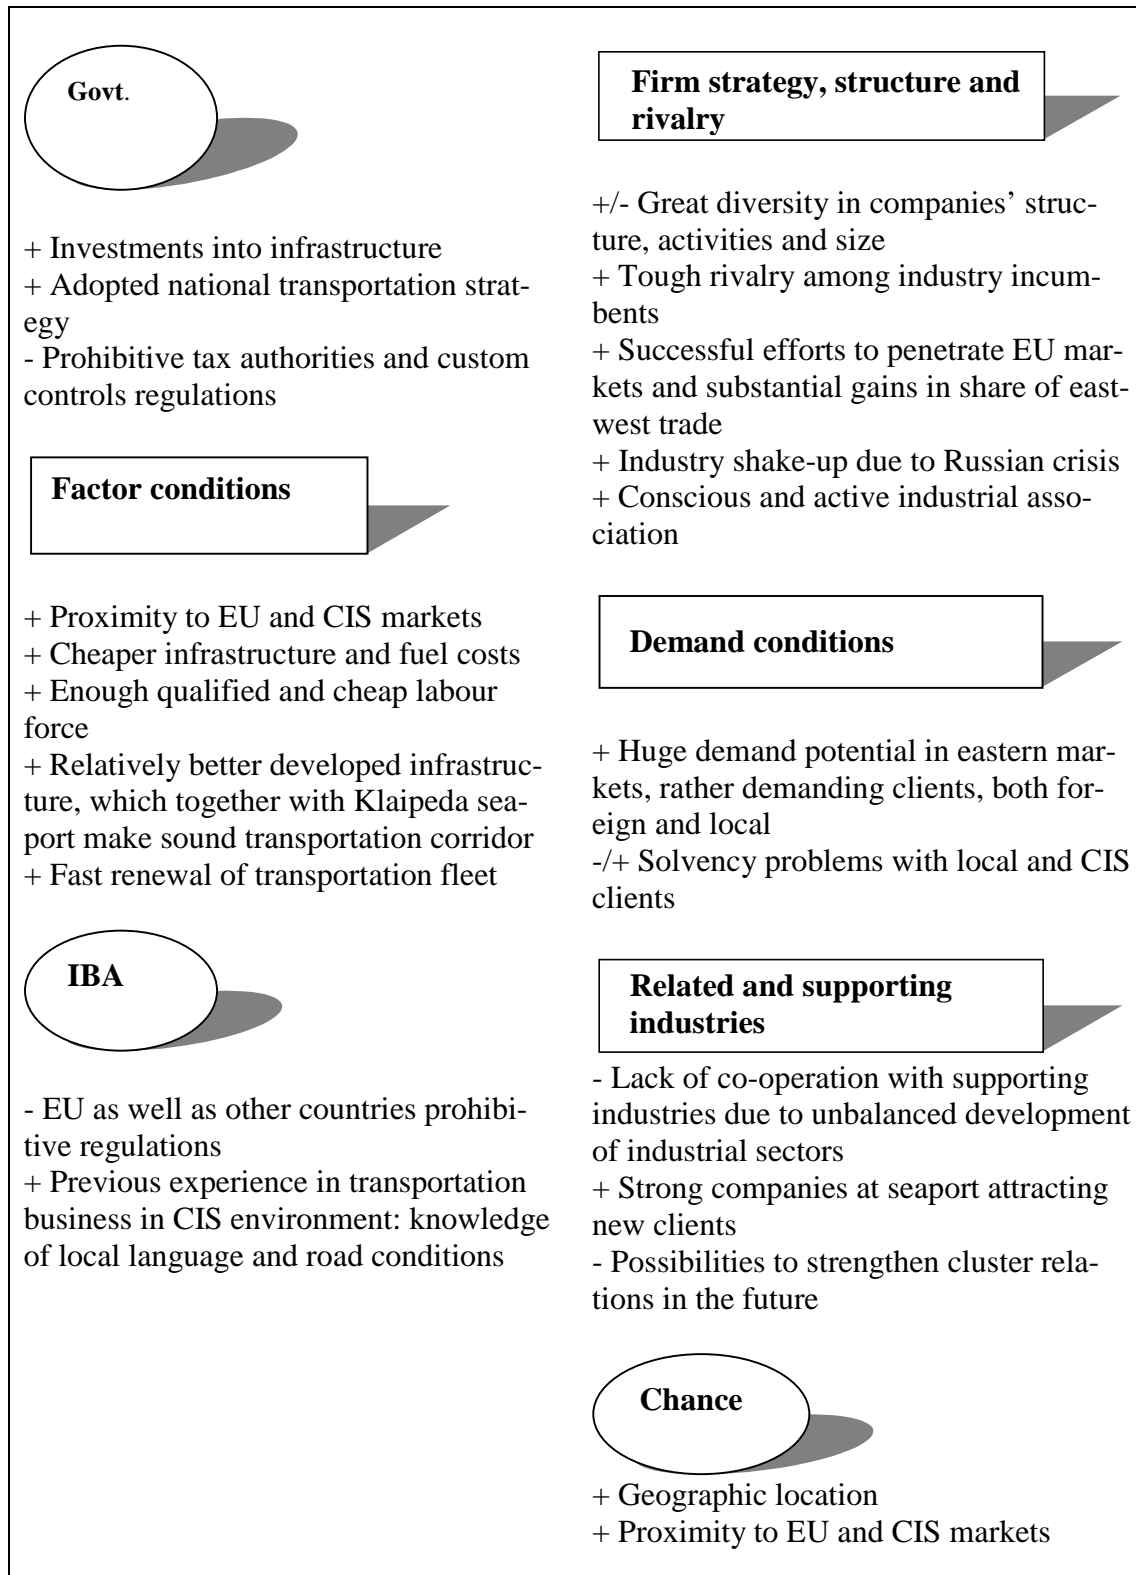 Govt.
+ Investments into infrastructure
+ Adopted national transportation strat-
egy
- Prohibitive tax authorities and custom
controls regulations
Factor conditions
+ Proximity to EU and CIS markets
+ Cheaper infrastructure and fuel costs
+ Enough qualified and cheap labour
force
+ Relatively better developed infrastruc-
ture, which together with Klaipeda sea-
port make sound transportation corridor
+ Fast renewal of transportation fleet
IBA
- EU as well as other countries prohibi-
tive regulations
+ Previous experience in transportation
business in CIS environment: knowledge
of local language and road conditions
Firm strategy, structure and
rivalry
+/- Great diversity in companies’ struc-
ture, activities and size
+ Tough rivalry among industry incum-
bents
+ Successful efforts to penetrate EU mar-
kets and substantial gains in share of east-
west trade
+ Industry shake-up due to Russian crisis
+ Conscious and active industrial asso-
ciation
Demand conditions
+ Huge demand potential in eastern mar-
kets, rather demanding clients, both for-
eign and local
-/+ Solvency problems with local and CIS
clients
Related and supporting
industries
- Lack of co-operation with supporting
industries due to unbalanced development
of industrial sectors
+ Strong companies at seaport attracting
new clients
- Possibilities to strengthen cluster rela-
tions in the future
Chance
+ Geographic location
+ Proximity to EU and CIS markets